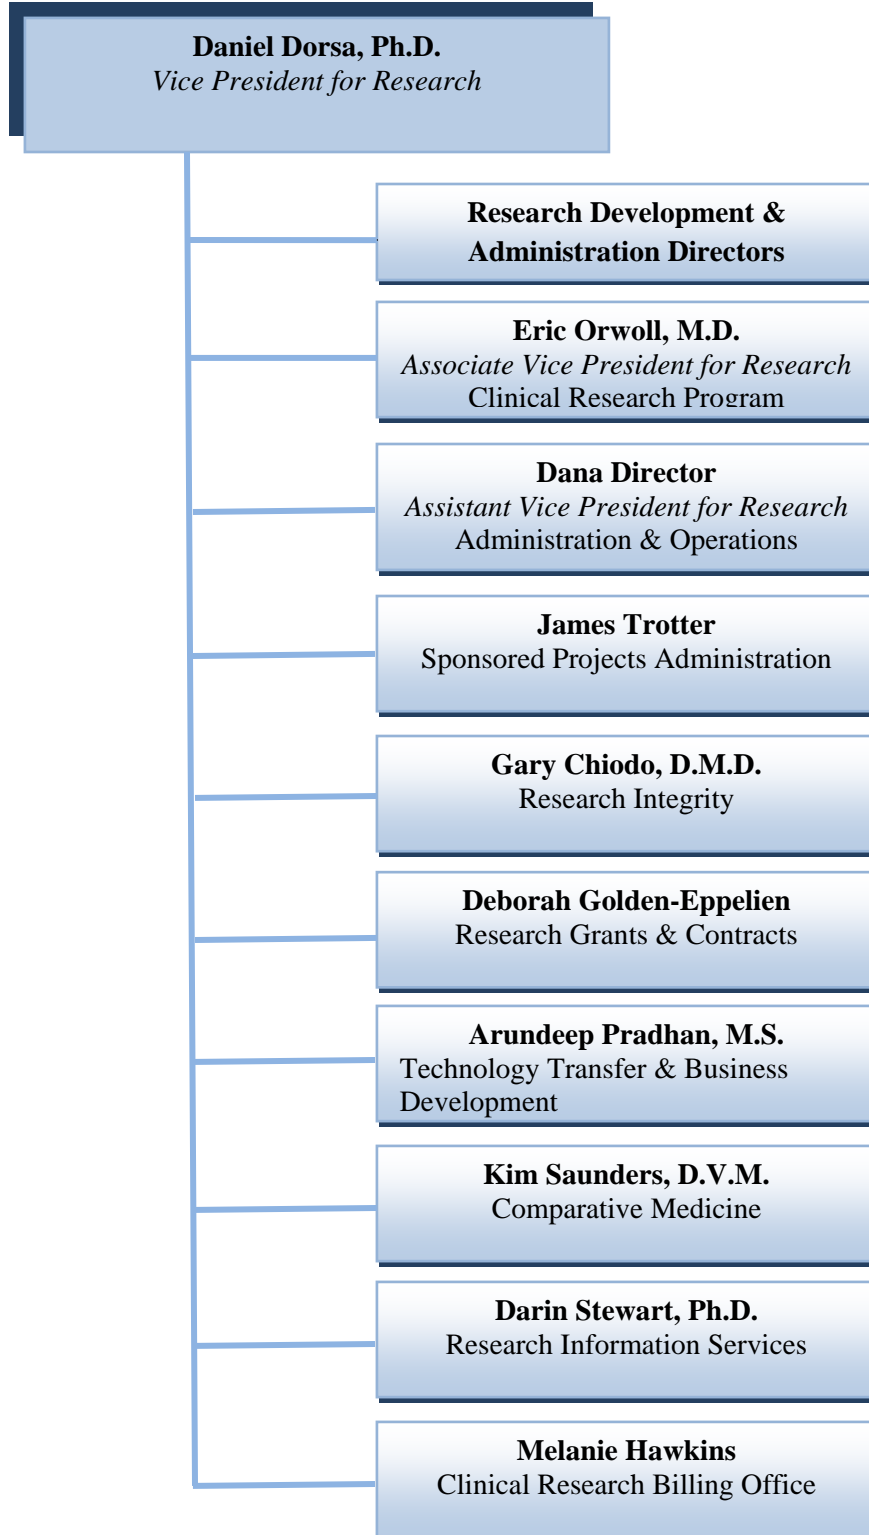 Daniel Dorsa, Ph.D.
Vice President for Research
Research Development &
Administration Directors
Eric Orwoll, M.D.
Associate Vice President for Research
Clinical Research Program
Dana Director
Assistant Vice President for Research
Administration & Operations
James Trotter
Sponsored Projects Administration
Gary Chiodo, D.M.D.
Research Integrity
Deborah Golden-Eppelien
Research Grants & Contracts
Arundeep Pradhan, M.S.
Technology Transfer & Business
Development
Kim Saunders, D.V.M.
Comparative Medicine
Darin Stewart, Ph.D.
Research Information Services
Melanie Hawkins
Clinical Research Billing Office